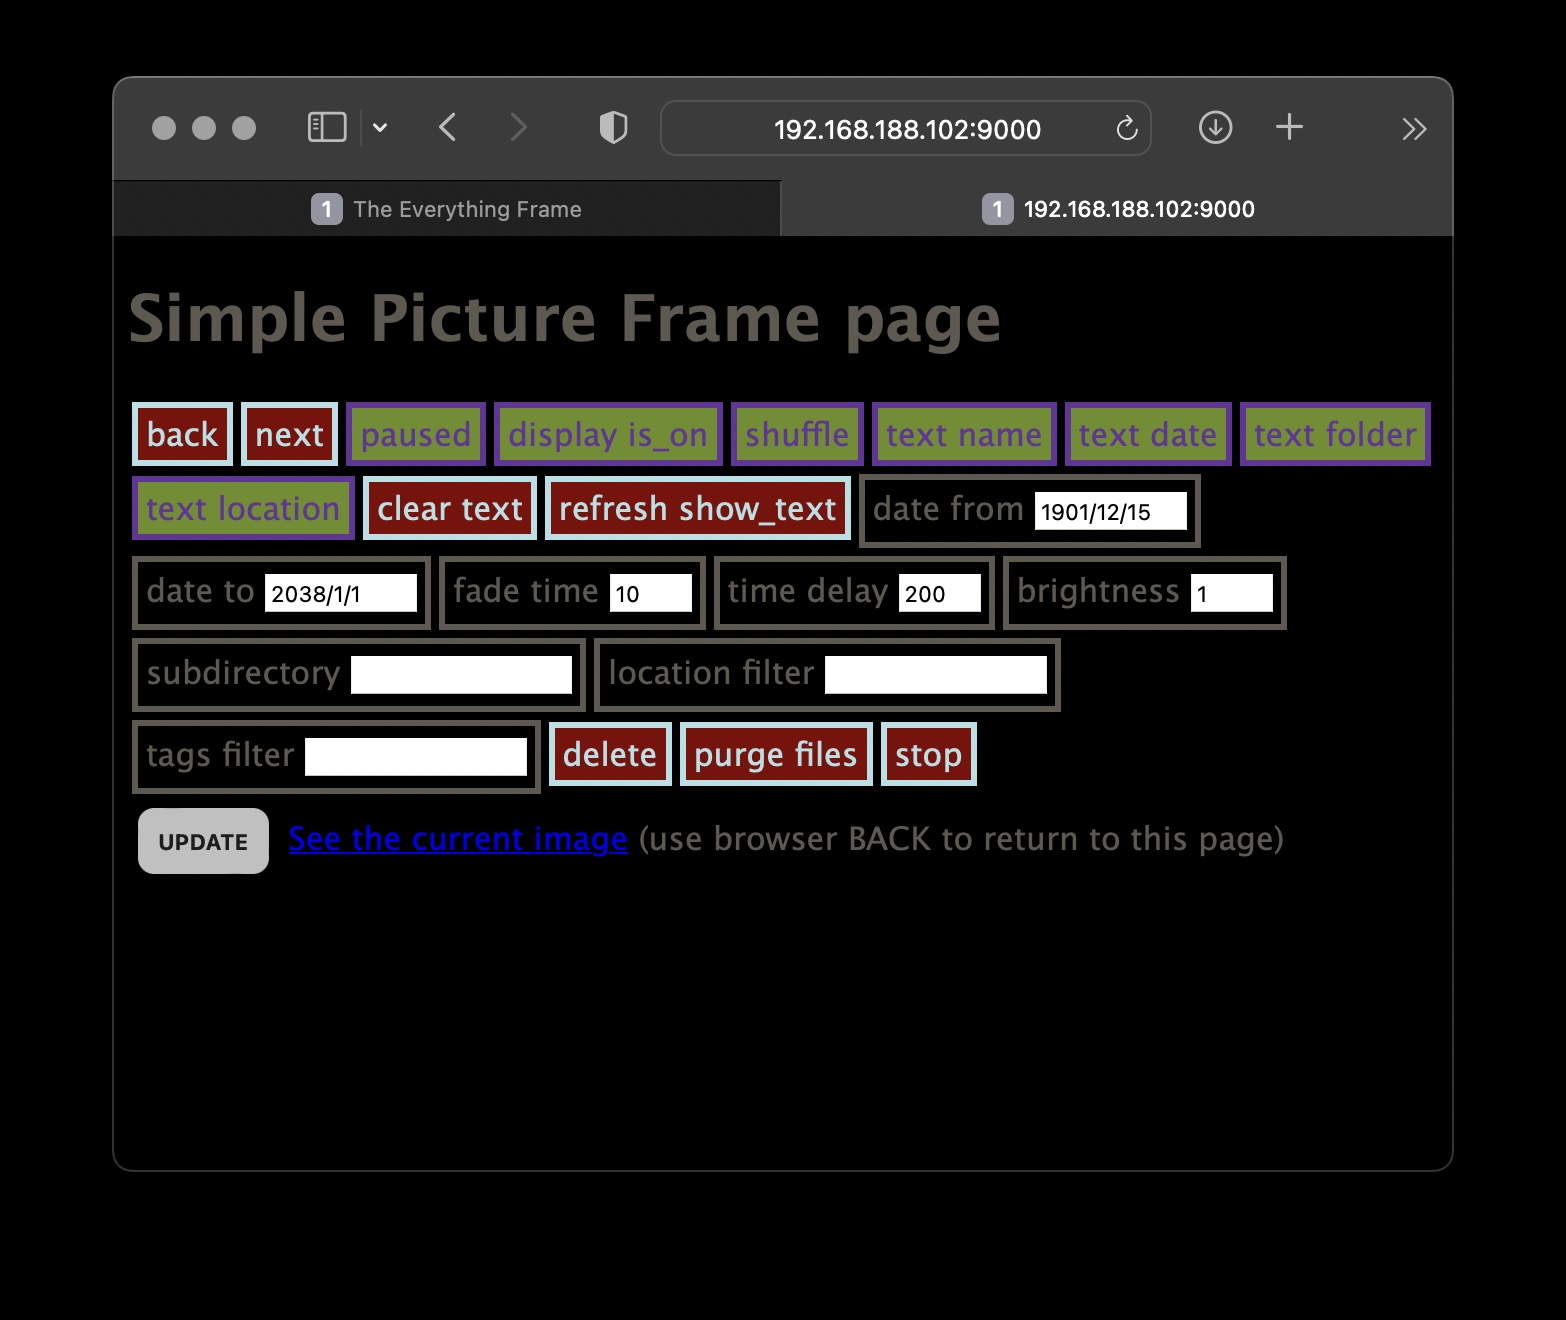 192.168.188.102:9000
1 The Everything Frame
1 192.168.188.102:9000
Simple Picture Frame page
back next paused display is_on shuffle text name text date text folder
text location clear text refresh show_text date from 1901/12/15
date to 2038/1/1 fade time 10 time delay 200 brightness 1
subdirectory location filter
tags filter delete purge files stop
UPDATE See the current image (use browser BACK to return to this page)